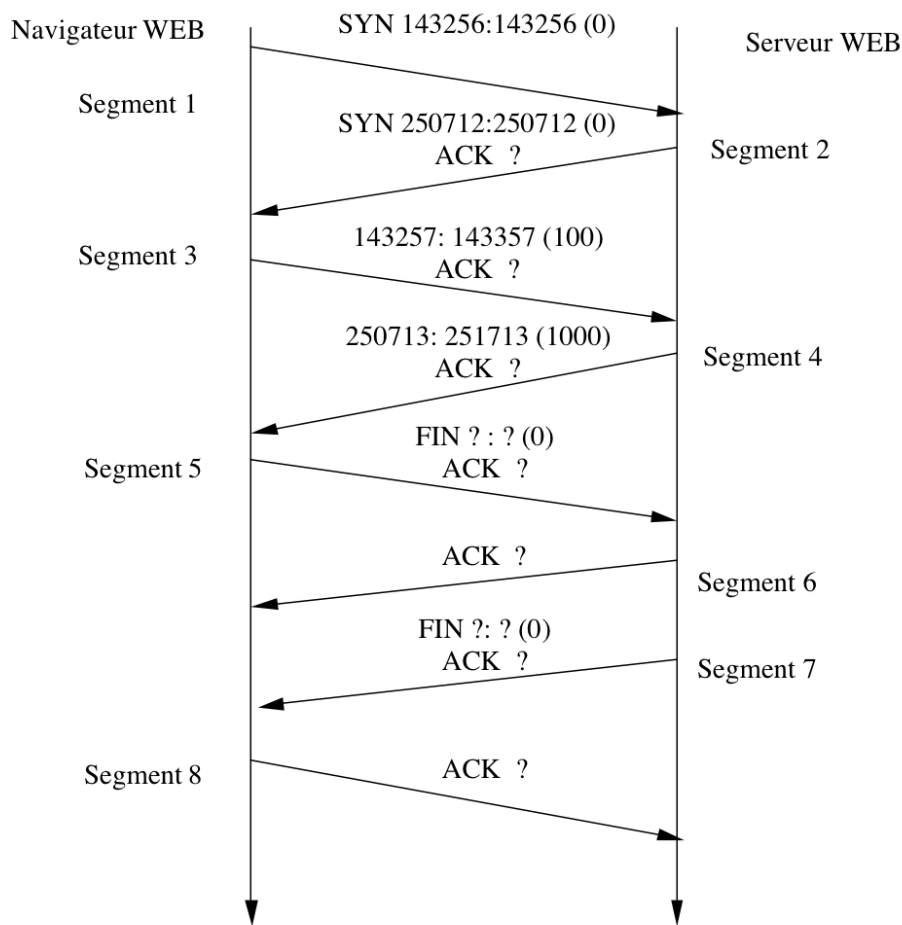 SYN 143256:143256 (0)
Navigateur WEB
Serveur WEB
Segment 1
SYN 250712:250712 (0)
ACK ?
Segment 2
143257: 143357 (100)
Segment 3
ACK ?
250713: 251713 (1000)
Segment 4
ACK ?
FIN ? : ? (0)
Segment 5
ACK ?
ACK ?
Segment 6
FIN ?: ? (0)
ACK ?
Segment 7
ACK ?
Segment 8